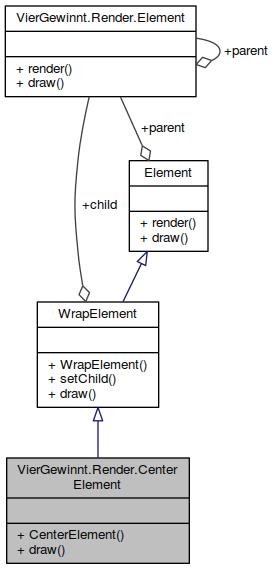 VierGewinnt.Render.Element
+ render()
+ draw()
+parent
+parent
+child
Element
+ render()
+ draw()
WrapElement
+ WrapElement()
+ setChild()
+ draw()
VierGewinnt.Render.Center
Element
+ CenterElement()
+ draw()